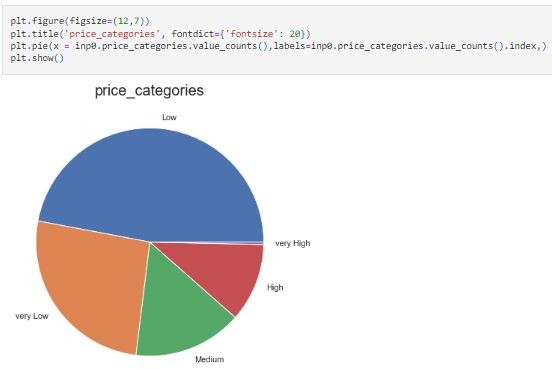 plt.figure(figsize=(12,7))
plt.title('price_categories', fontdict={'fontsize': 20})
plt.pie(x = inp0.price_categories.value_counts(),labels=inp0.price_categories.value_counts().index,)
plt.show()
price_categories
Low
very High
High
very Low
Medium